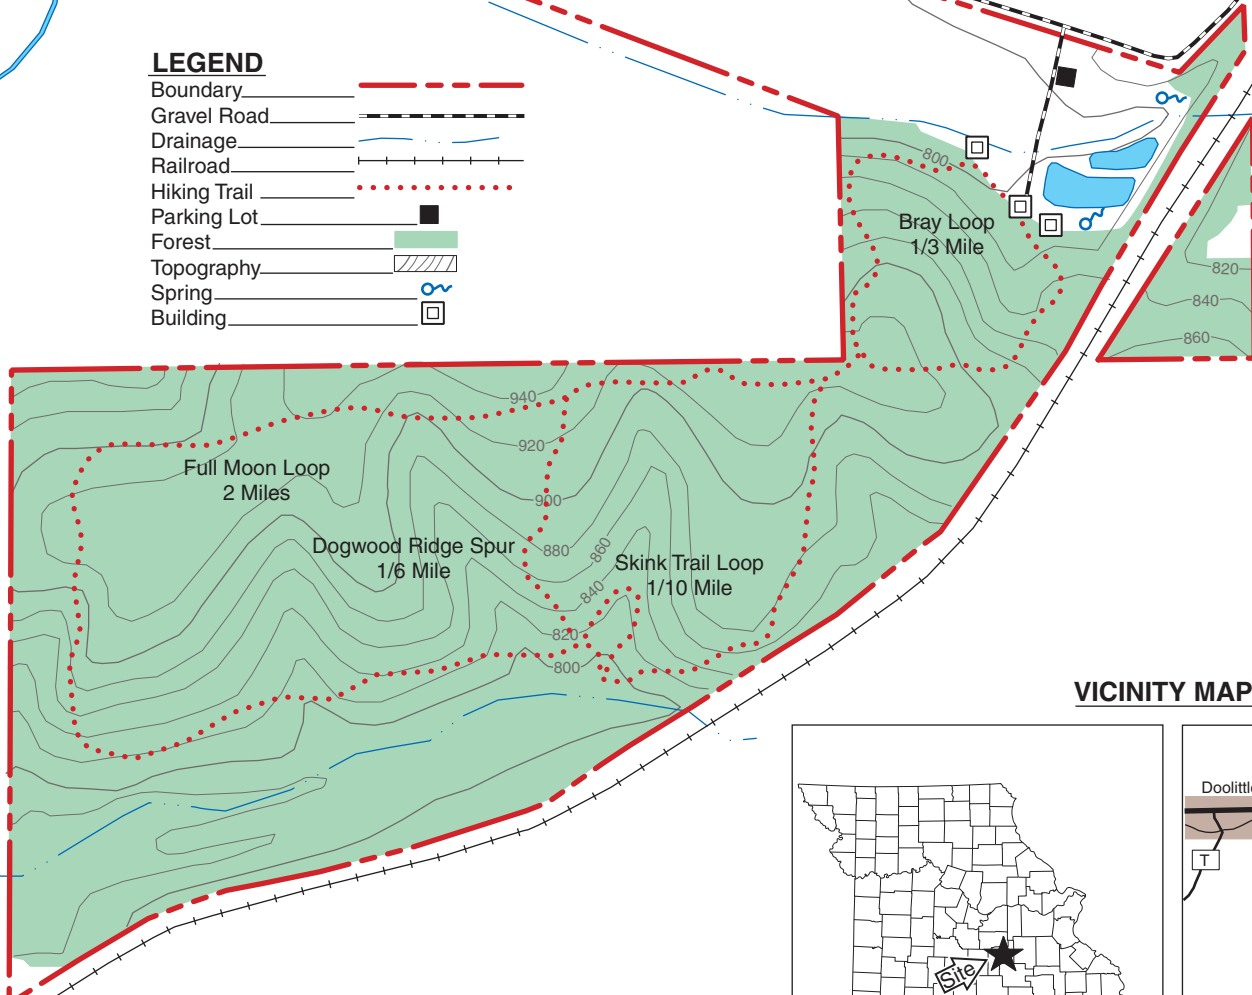 LEGEND
Boundary
Gravel Road
Drainage
Railroad
Hiking Trail
Parking Lot
Forest
Topography
Spring
Building
800
Bray Loop
1/3 Mile
820
840
860
940
920
900
880
860
840
820
800
Full Moon Loop
2 Miles
Dogwood Ridge Spur
1/6 Mile
Skink Trail Loop
1/10 Mile
VICINITY MAP
Doolittle
T
Site